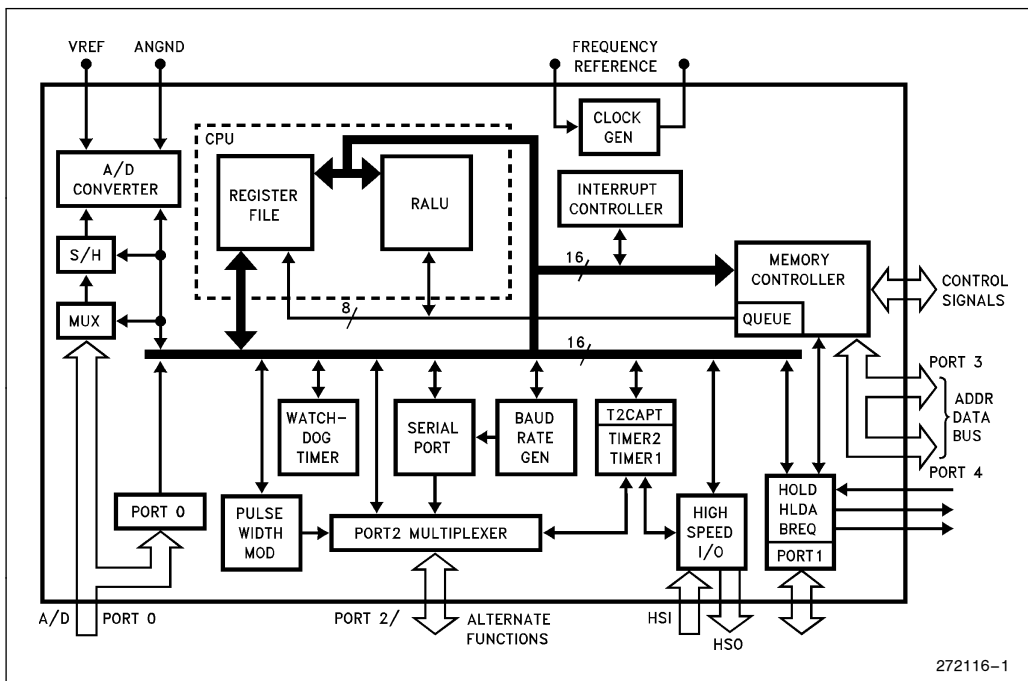 VREF
ANGND
FREQUENCY
REFERENCE
CLOCK
GEN
CPU
A/D
CONVERTER
REGISTER
FILE
RALU
INTERRUPT
CONTROLLER
S/H
16/
MEMORY
CONTROLLER
CONTROL
SIGNALS
MUX
8/
QUEUE
16/
PORT 3
ADDR
DATA
BUS
PORT 4
WATCH-
DOG
TIMER
SERIAL
PORT
BAUD
RATE
GEN
T2CAPT
TIMER2
TIMER1
PORT 0
PULSE
WIDTH
MOD
PORT2 MULTIPLEXER
HIGH
SPEED
I/O
HOLD
HLDA
BREQ
PORT1
A/D
PORT 0
PORT 2/
ALTERNATE
FUNCTIONS
HSI
HSO
272116-1